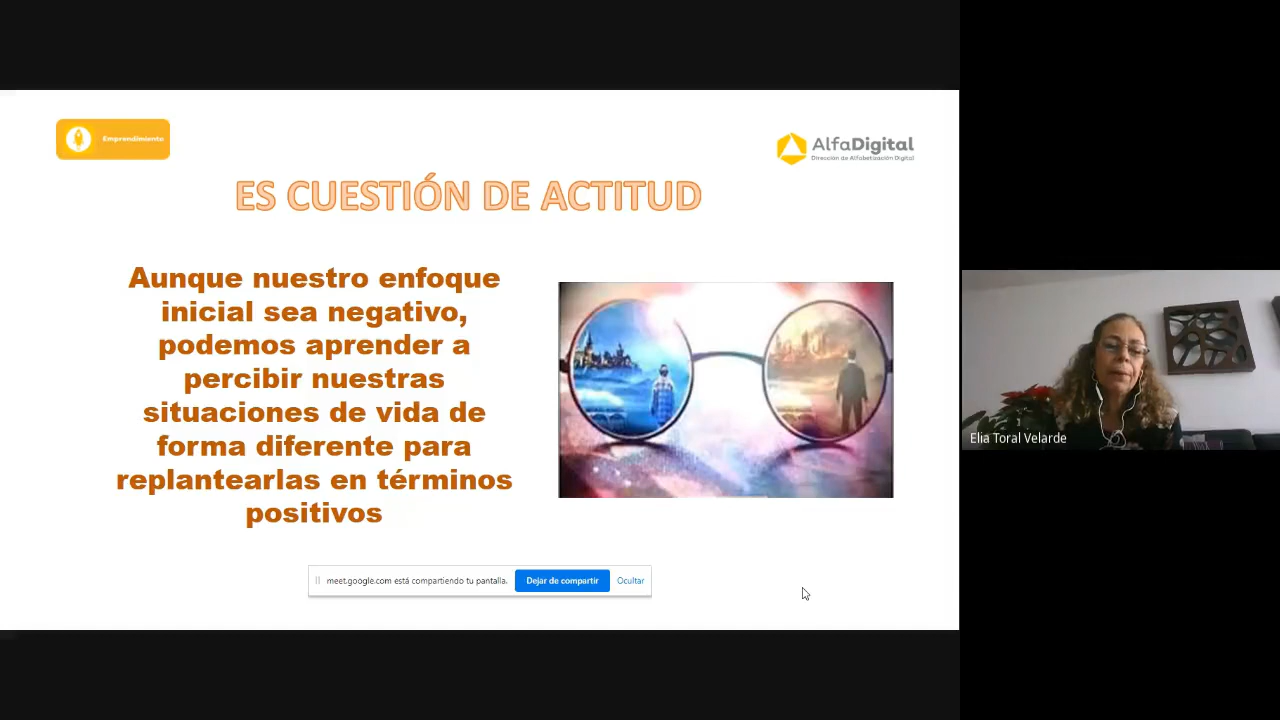 Emprendimiento
AlfaDigital
Dirección de Alfabetización Digital
ES CUESTIÓN DE ACTITUD
Aunque nuestro enfoque
inicial sea negativo,
podemos aprender a
percibir nuestras
situaciones de vida de
forma diferente para
replantearlas en términos
positivos
meet.google.com está compartiendo tu pantalla.
Dejar de compartir
Ocultar
Elia Toral Velarde